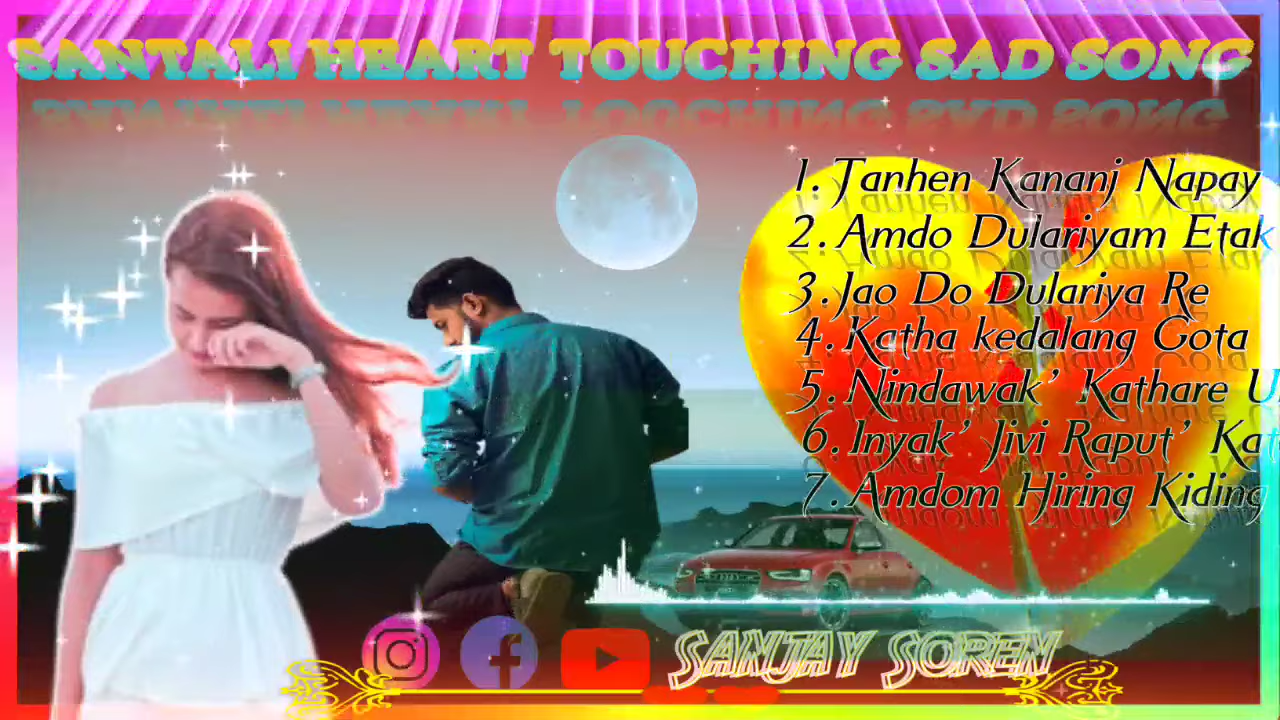 SANTALI HEART TOUCHING SAD SONG
1. Tanhen Kananj Napay
2. Amdo Dulariyam Etak
3. Jao Do Dulariya Re
4. Katha kedalang Gota
5. Nindawak’ Kathare
6. Inyak’ Jivi Raput’
7. Amdom Hiring Kiding
SANJAY SOREN